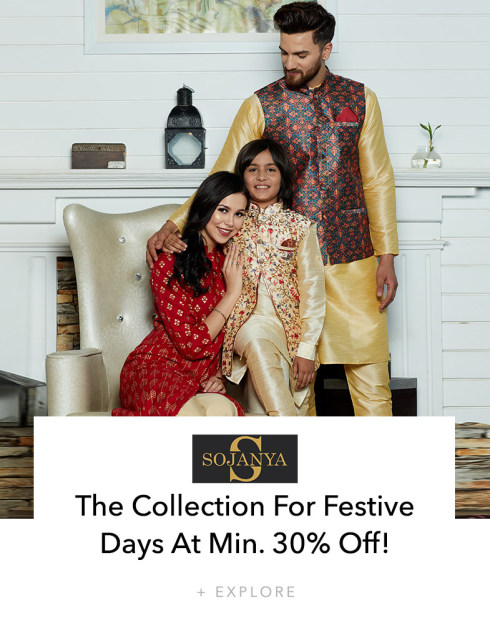 S
SOJANYA
The Collection For Festive
Days At Min. 30% Off!
+ EXPLORE